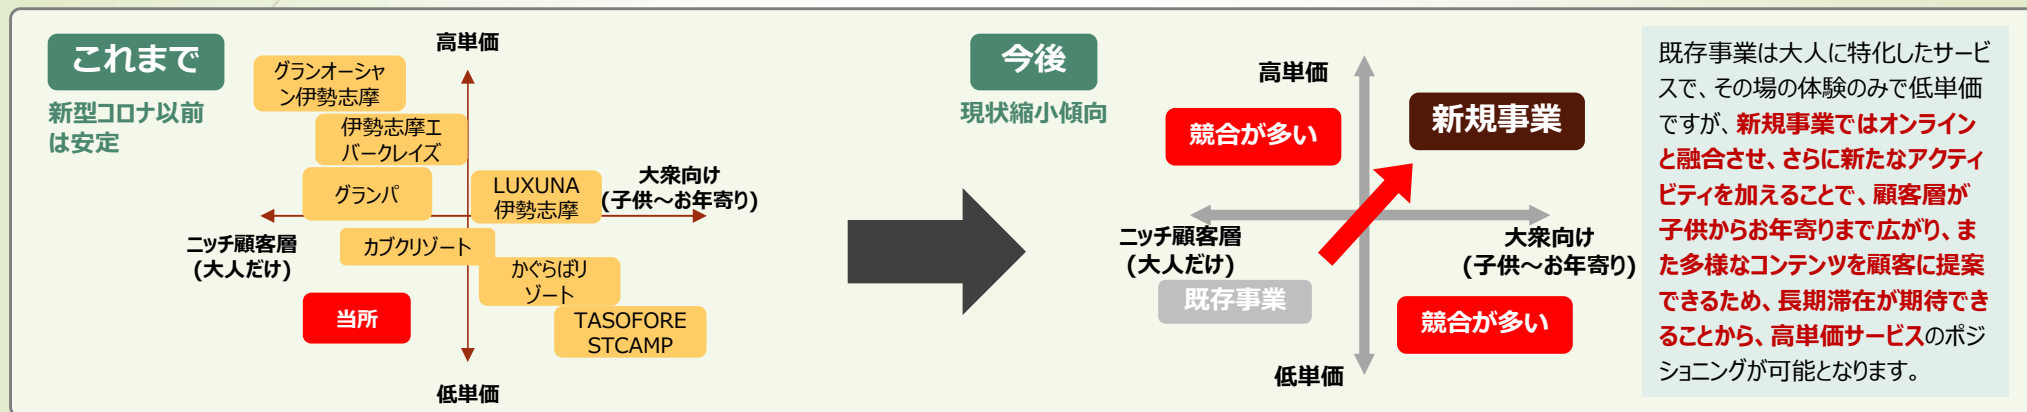 これまで
新型コロナ以前
は安定
高単価
グランオーシャ
ン伊勢志摩
伊勢志摩エ
バークレイズ
グランパ
LUXUNA
伊勢志摩
大衆向け
(子供～お年寄り)
ニッチ顧客層
(大人だけ)
カブクリゾート
かぐらばリ
ゾート
当所
TASOFORE
STCAMP
低単価
今後
現状縮小傾向
高単価
競合が多い
新規事業
ニッチ顧客層
(大人だけ)
大衆向け
(子供～お年寄り)
既存事業
競合が多い
低単価
既存事業は大人に特化したサービ
スで、その場の体験のみで低単価
ですが、新規事業ではオンライン
と融合させ、さらに新たなアクティ
ビティを加えることで、顧客層が
子供からお年寄りまで広がり、ま
た多様なコンテンツを顧客に提案
できるため、長期滞在が期待でき
ることから、高単価サービスのポジ
ショニングが可能となります。